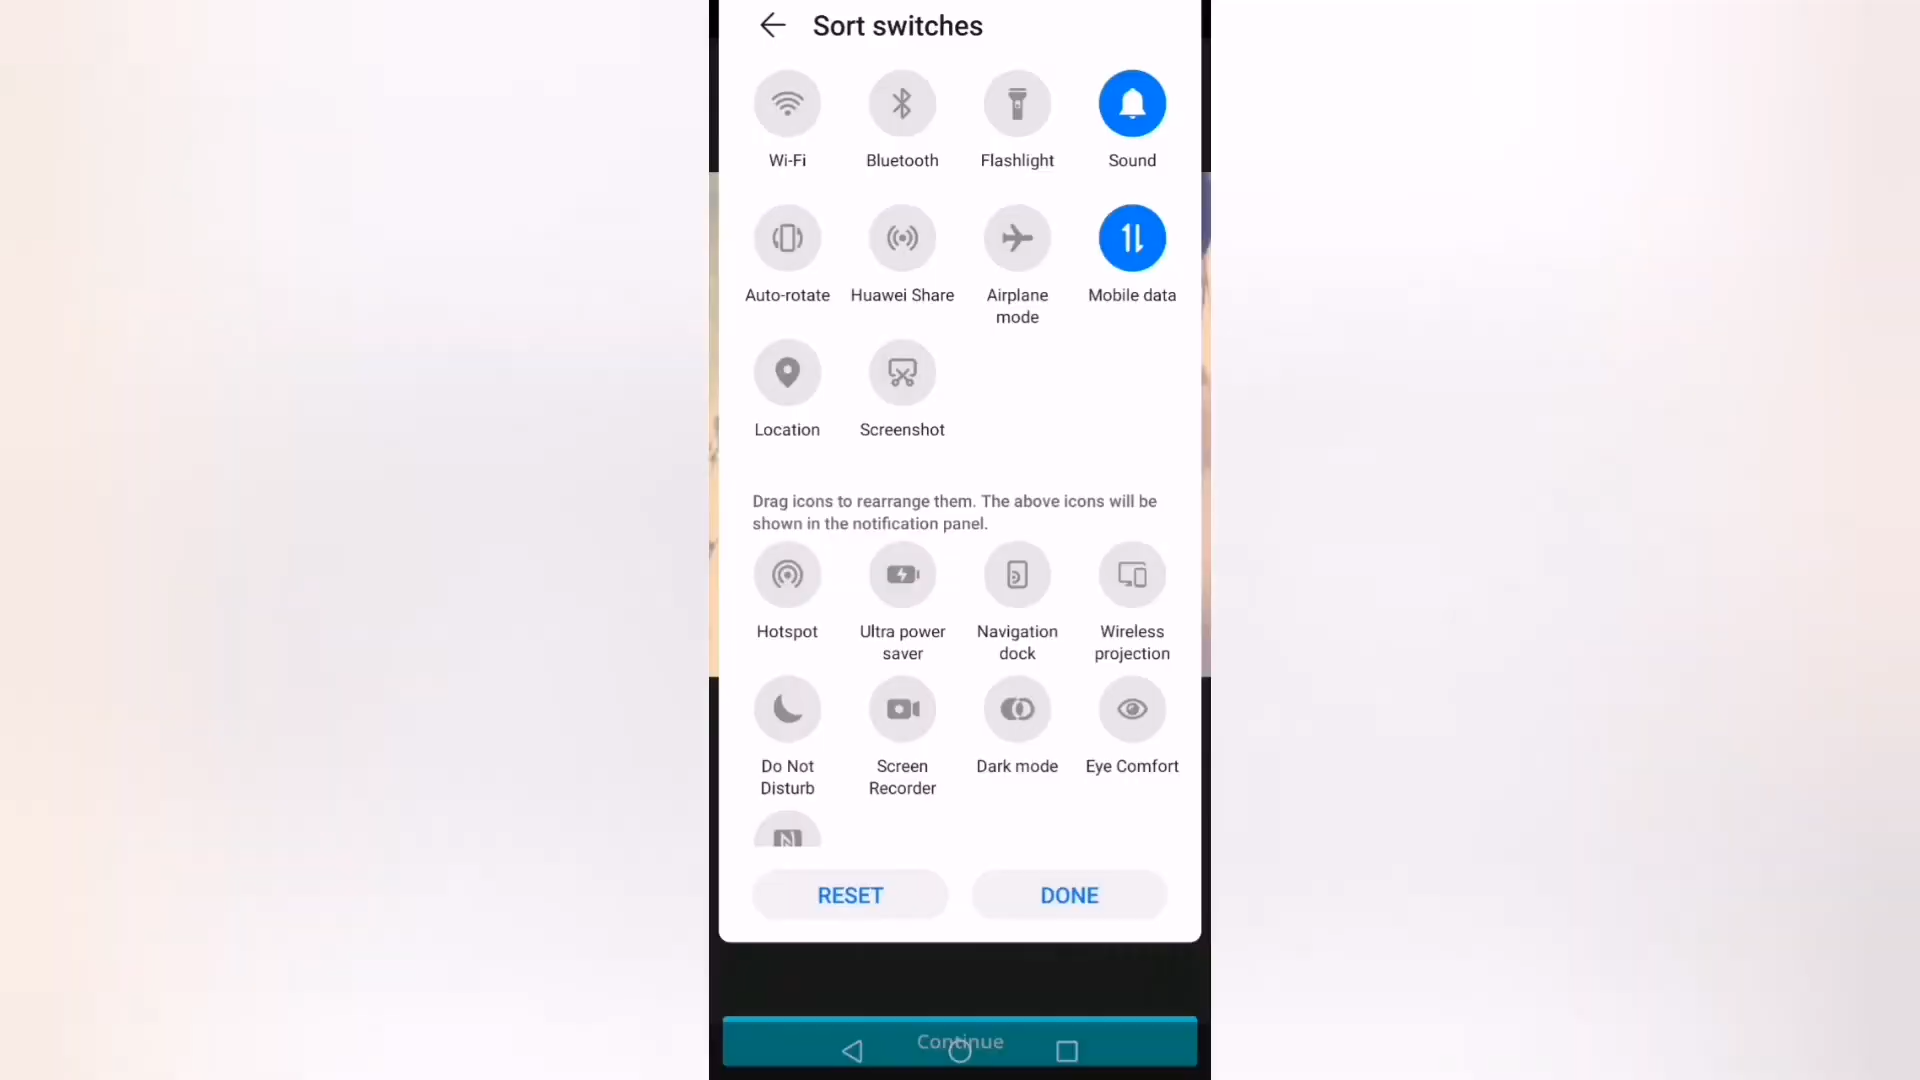 Sort switches
Wi-Fi
Bluetooth
Flashlight
Sound
Auto-rotate
Huawei Share
Airplane
mode
Mobile data
Location
Screenshot
Drag icons to rearrange them. The above icons will be
shown in the notification panel.
Hotspot
Ultra power
saver
Navigation
dock
Wireless
projection
Do Not
Disturb
Screen
Recorder
Dark mode
Eye Comfort
RESET
DONE
Continue